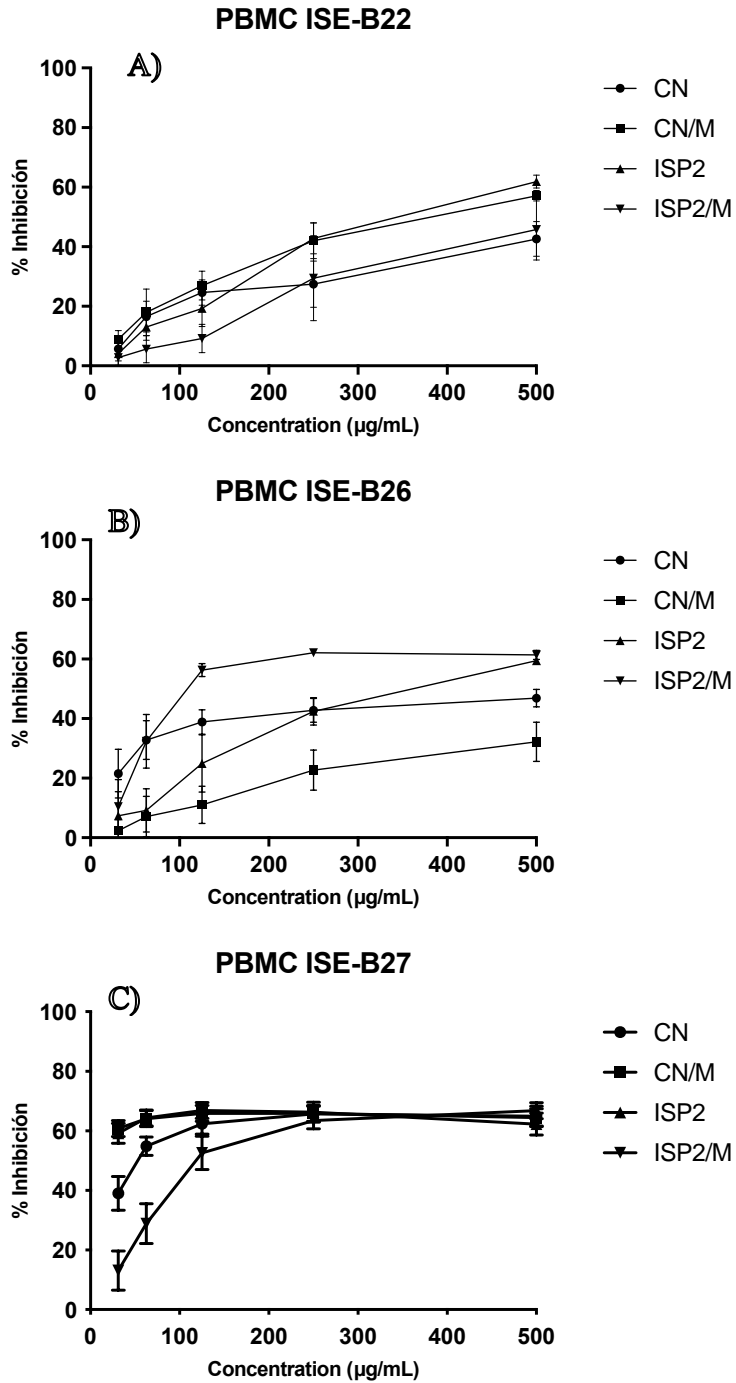 PBMC ISE-B22
A)
100
80
60
40
20
0
% Inhibición
0 100 200 300 400 500
Concentration (µg/mL)
CN
CN/M
ISP2
ISP2/M
PBMC ISE-B26
B)
100
80
60
40
20
0
% Inhibición
0 100 200 300 400 500
Concentration (µg/mL)
CN
CN/M
ISP2
ISP2/M
PBMC ISE-B27
C)
100
80
60
40
20
0
% Inhibición
0 100 200 300 400 500
Concentration (µg/mL)
CN
CN/M
ISP2
ISP2/M